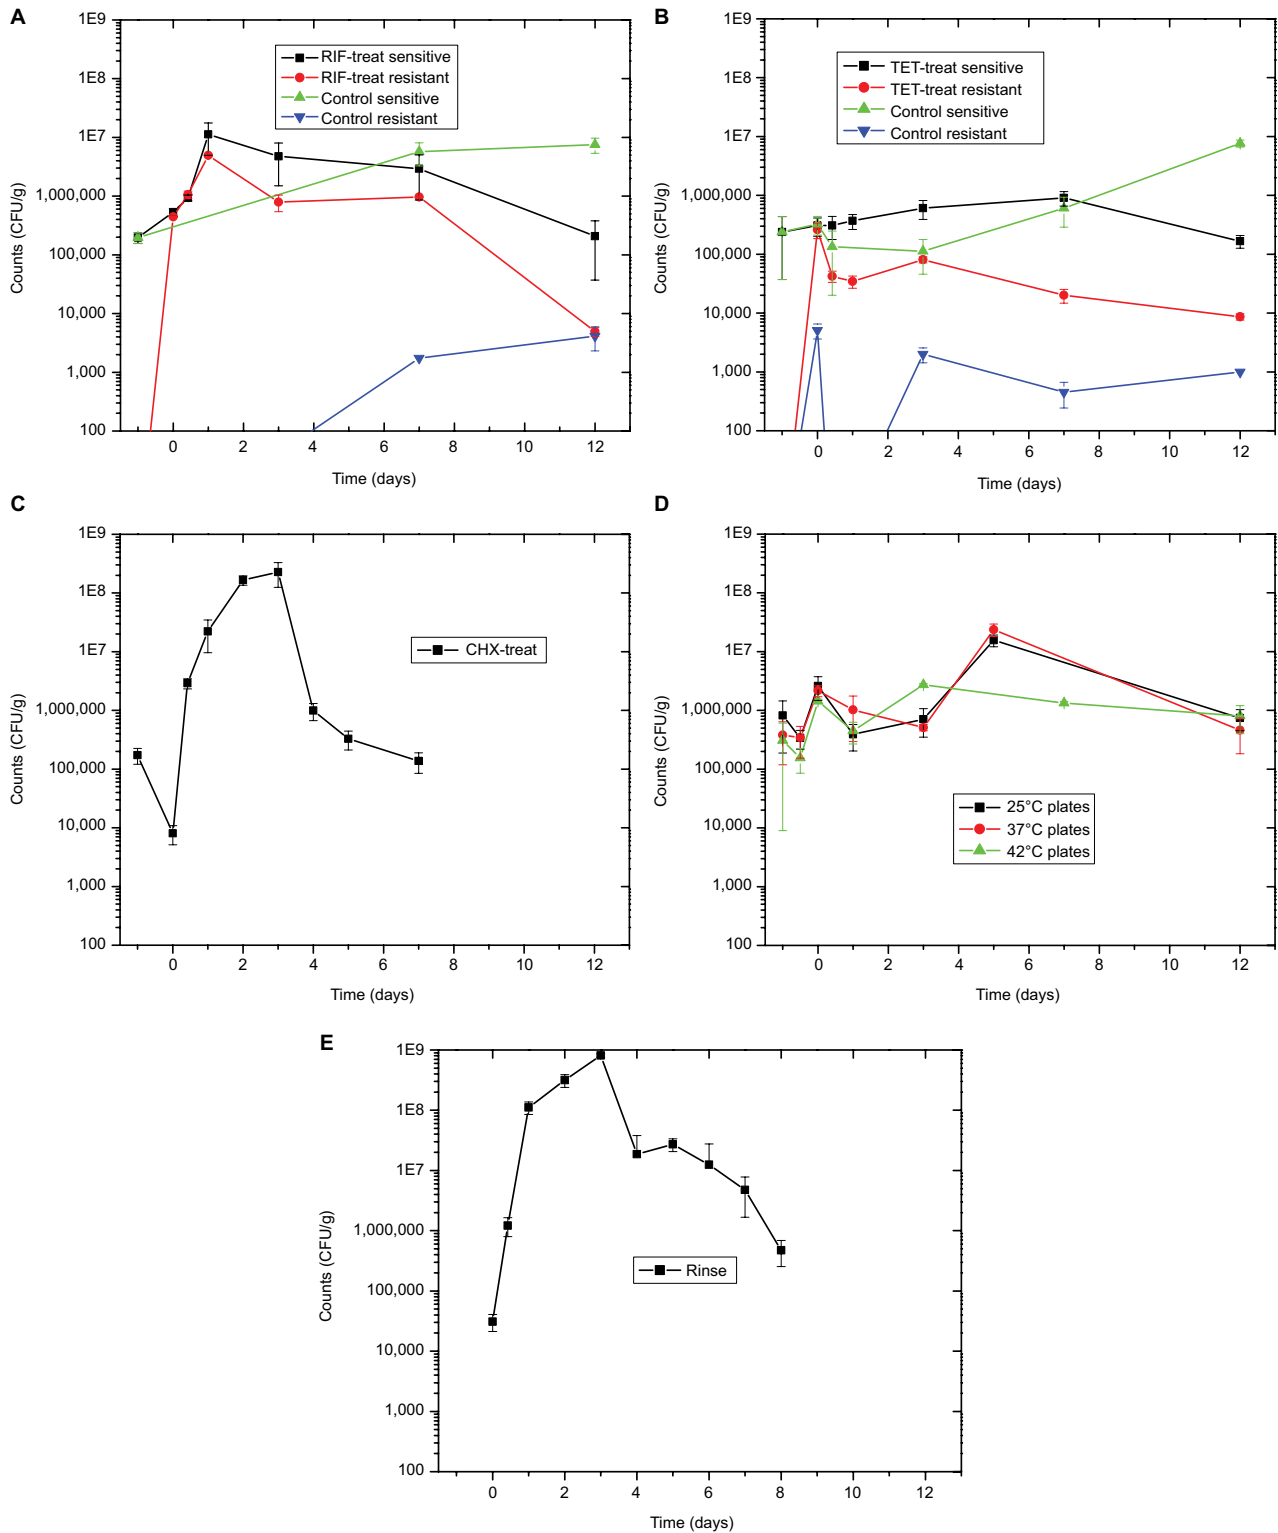 A
1E9
1E8
1E7
1,000,000
100,000
10,000
1,000
100
Counts (CFU/g)
RIF-treat sensitive
RIF-treat resistant
Control sensitive
Control resistant
0 2 4 6 8 10 12
Time (days)
B
1E9
1E8
1E7
1,000,000
100,000
10,000
1,000
100
Counts (CFU/g)
TET-treat sensitive
TET-treat resistant
Control sensitive
Control resistant
0 2 4 6 8 10 12
Time (days)
C
1E9
1E8
1E7
1,000,000
100,000
10,000
1,000
100
Counts (CFU/g)
CHX-treat
0 2 4 6 8 10 12
Time (days)
D
1E9
1E8
1E7
1,000,000
100,000
10,000
1,000
100
Counts (CFU/g)
25°C plates
37°C plates
42°C plates
0 2 4 6 8 10 12
Time (days)
E
1E9
1E8
1E7
1,000,000
100,000
10,000
1,000
100
Counts (CFU/g)
Rinse
0 2 4 6 8 10 12
Time (days)